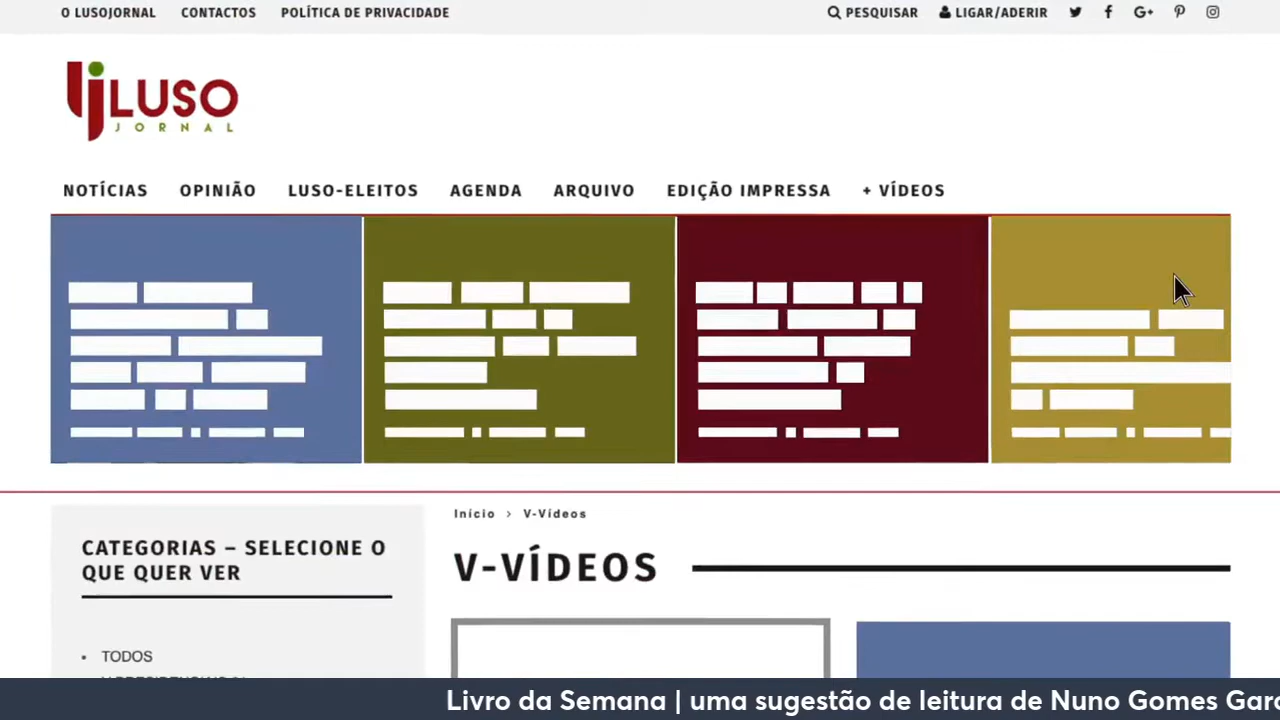 O LUSOJORNAL CONTACTOS POLÍTICA DE PRIVACIDADE PESQUISAR LIGAR/ADERIR
LUSO
JORNAL
NOTÍCIAS OPINIÃO LUSO-ELEITOS AGENDA ARQUIVO EDIÇÃO IMPRESSA + VÍDEOS
Início > V-Vídeos
CATEGORIAS – SELECIONE O
QUE QUER VER
V-VÍDEOS
• TODOS
Livro da Semana | uma sugestão de leitura de Nuno Gomes